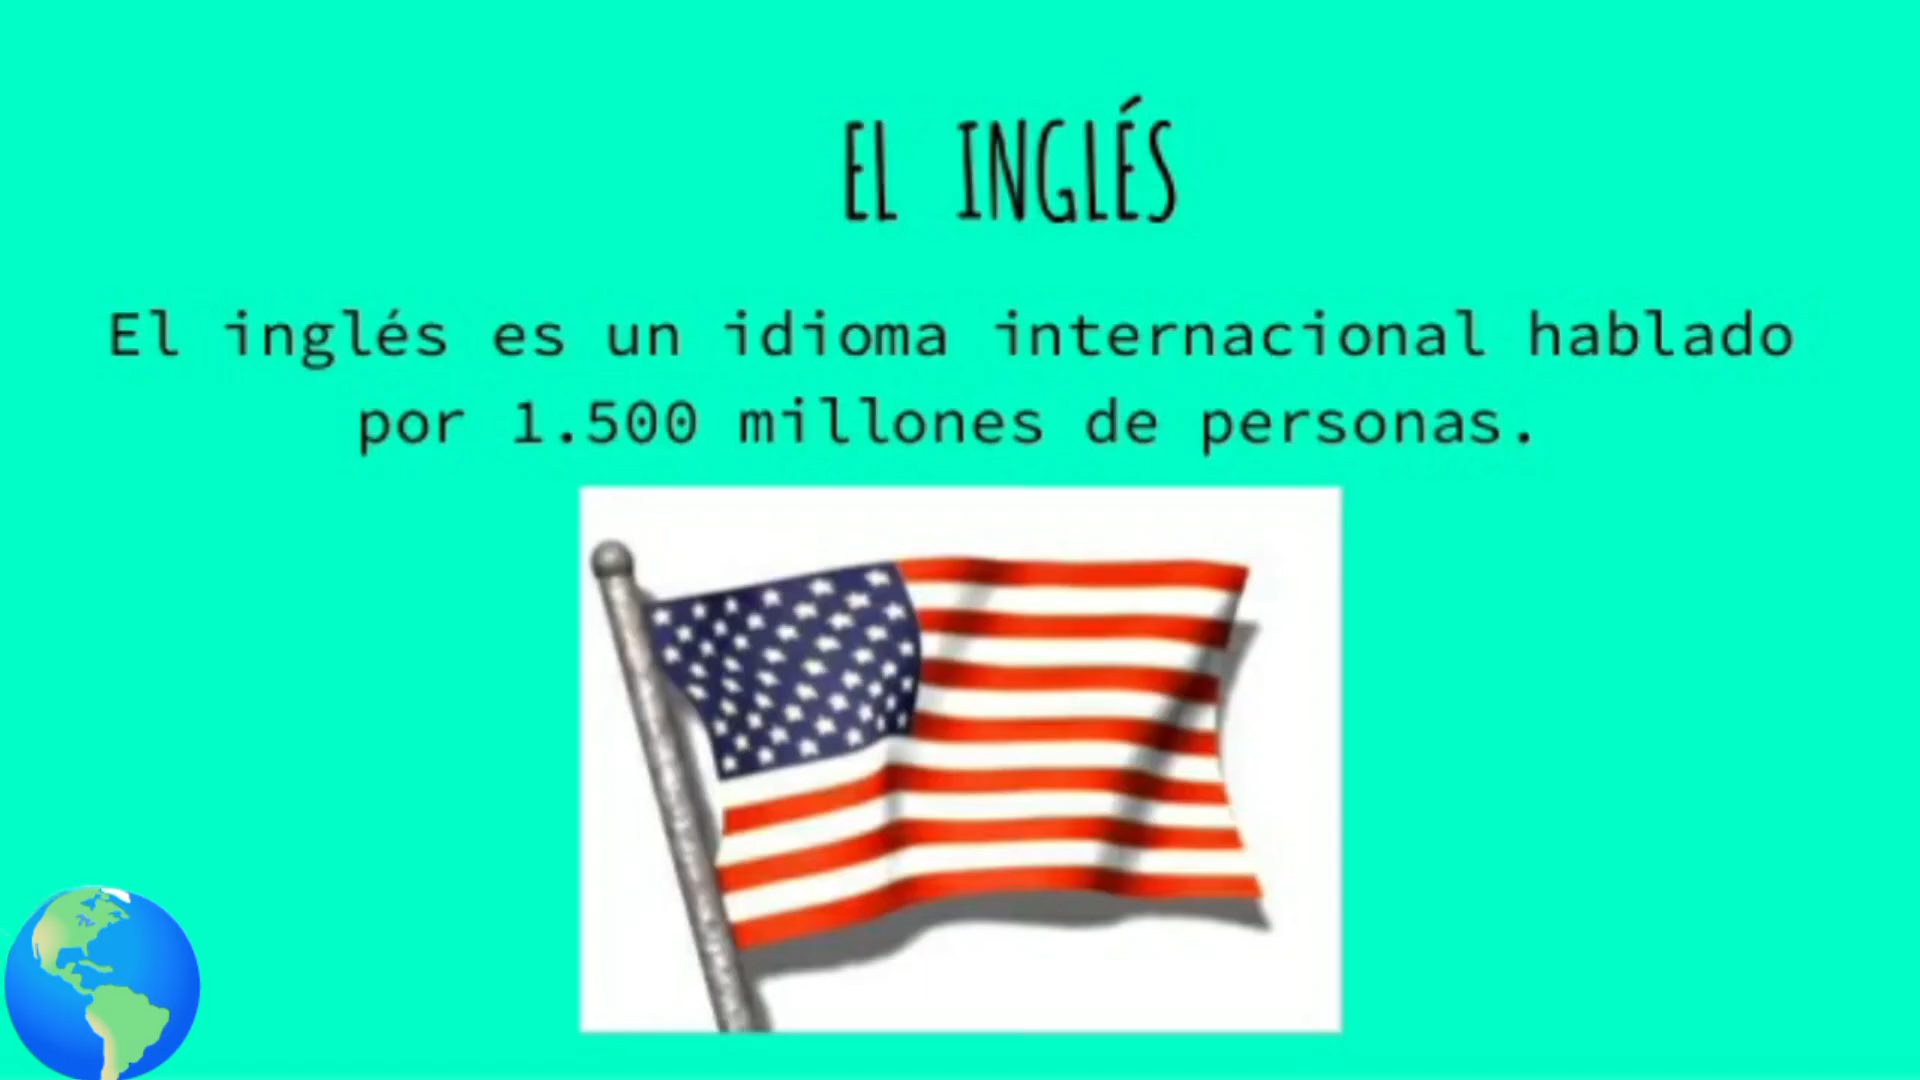 EL INGLÉS
El inglés es un idioma internacional hablado
por 1.500 millones de personas.